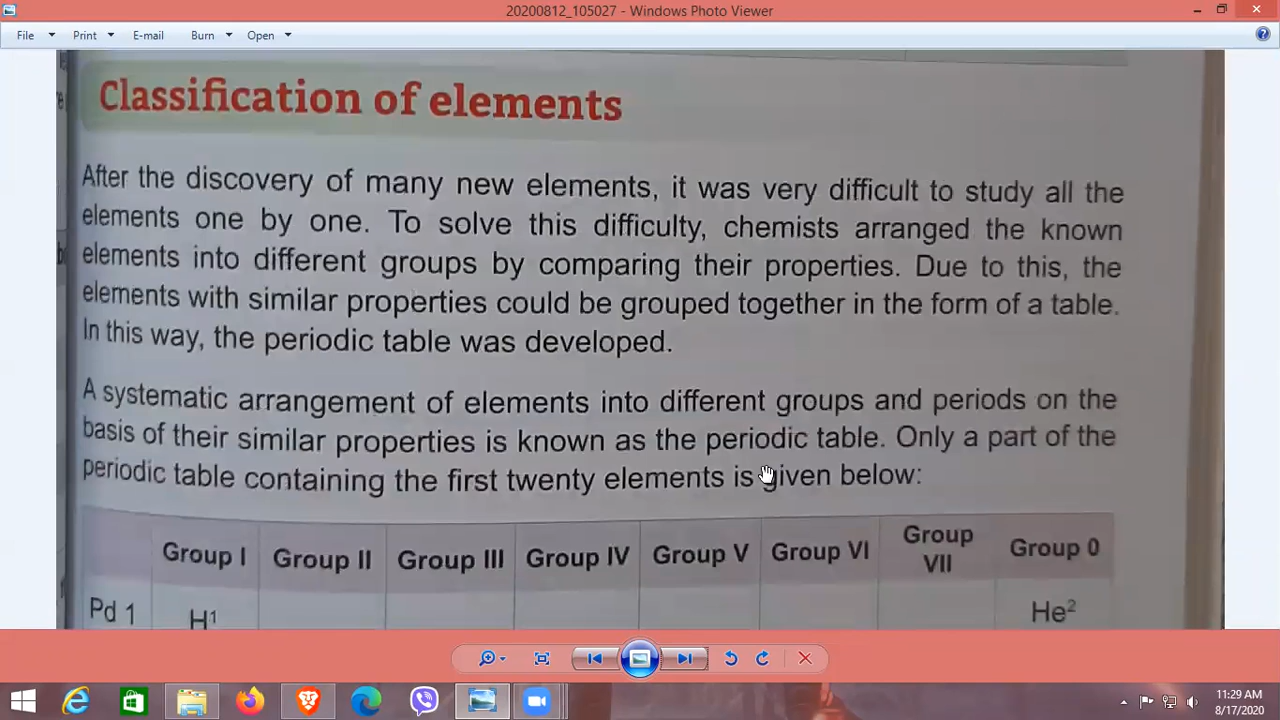 20200812_105027 - Windows Photo Viewer
File Print E-mail Burn Open
Classification of elements
After the discovery of many new elements, it was very difficult to study all the
elements one by one. To solve this difficulty, chemists arranged the known
elements into different groups by comparing their properties. Due to this, the
elements with similar properties could be grouped together in the form of a table.
In this way, the periodic table was developed.
A systematic arrangement of elements into different groups and periods on the
basis of their similar properties is known as the periodic table. Only a part of the
periodic table containing the first twenty elements is given below:
Group I Group II Group III Group IV Group V Group VI Group VII Group 0
Pd 1 H¹ He²
11:29 AM
8/17/2020